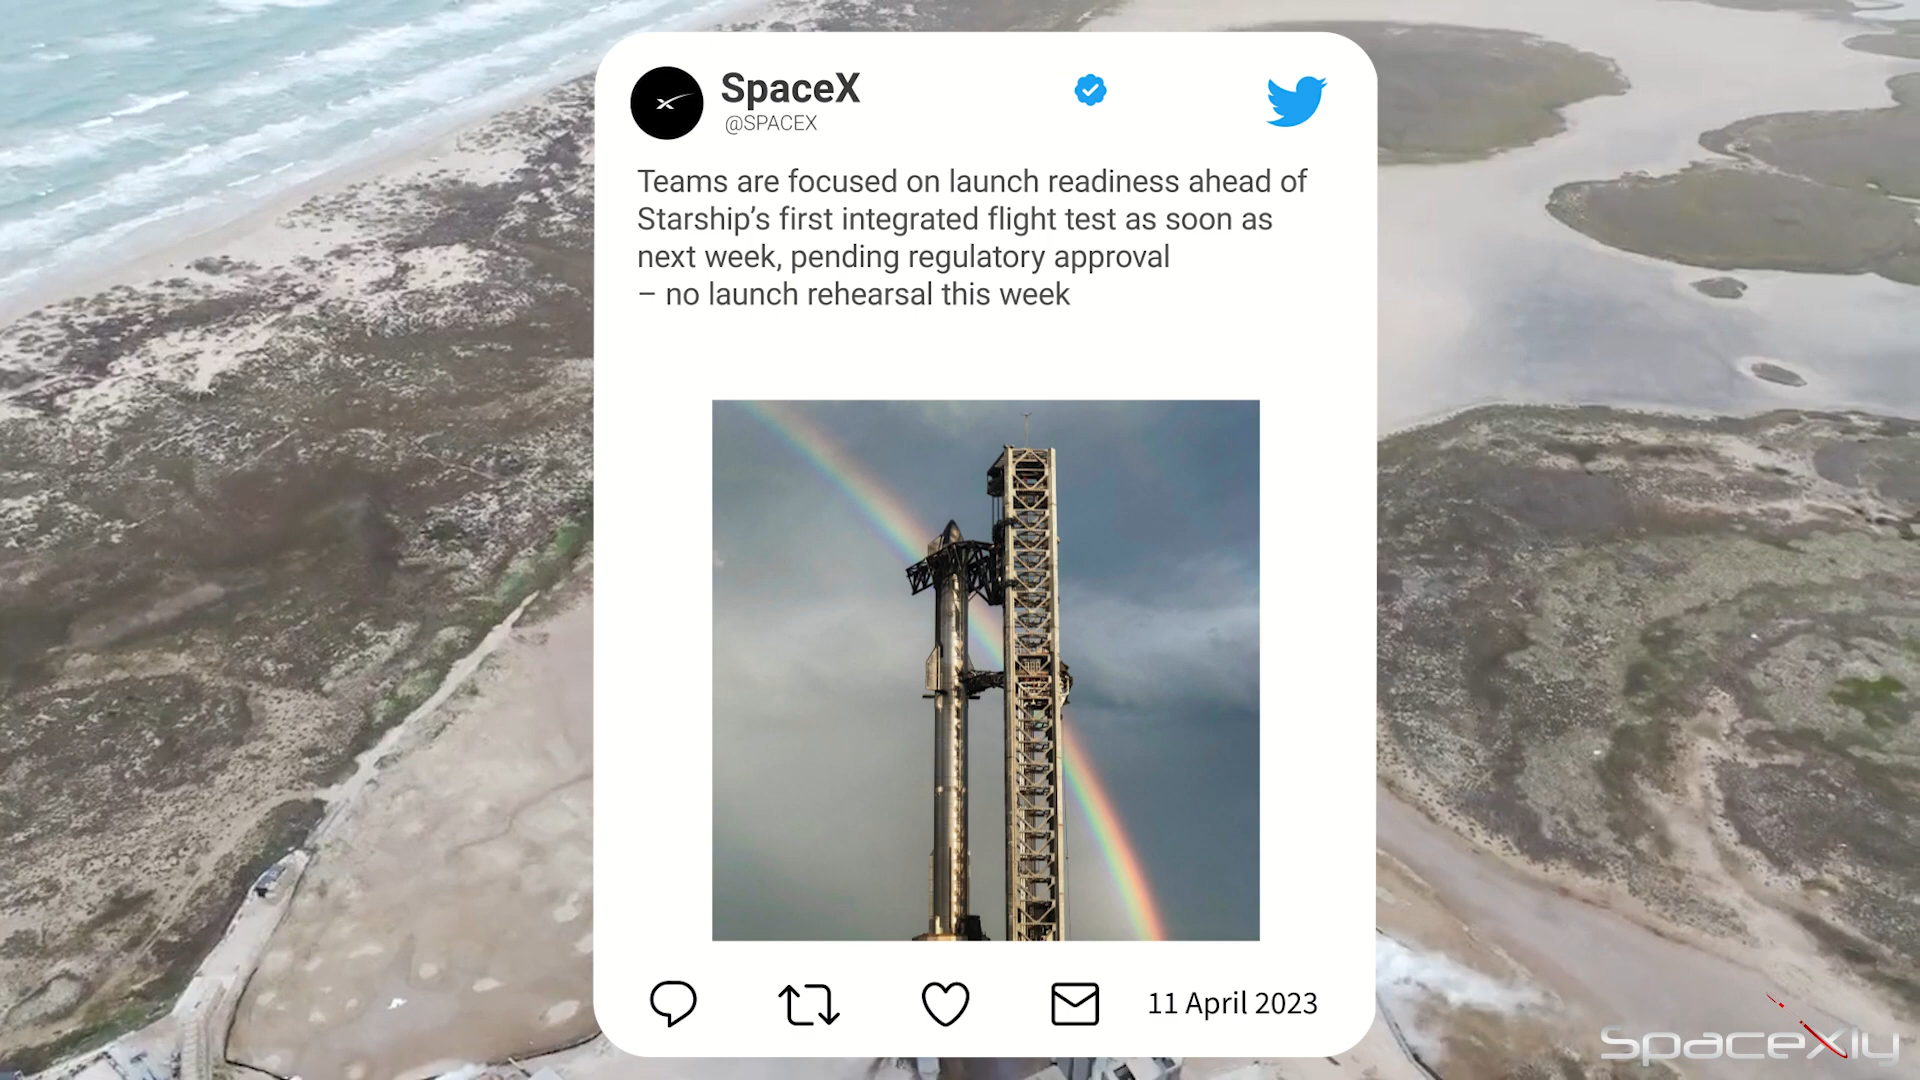 SpaceX
@SPACEX
Teams are focused on launch readiness ahead of
Starship’s first integrated flight test as soon as
next week, pending regulatory approval
– no launch rehearsal this week
11 April 2023
SpaceXly